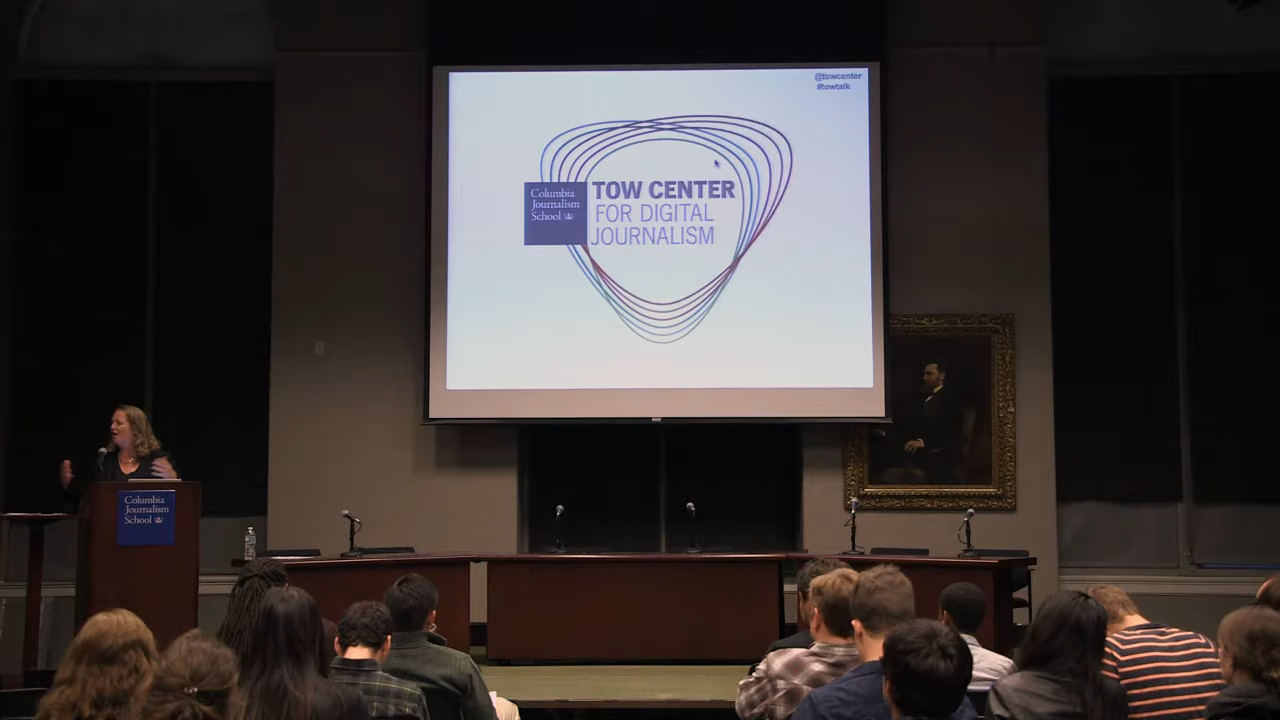 @towcenter
#towtalk
Columbia
Journalism
School
TOW CENTER
FOR DIGITAL
JOURNALISM
Columbia
Journalism
School